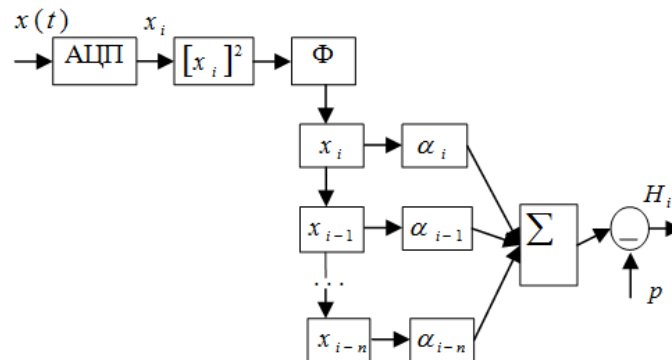 x(t)
x_i
АЦП
[x_i]²
Ф
x_i
α_i
x_{i-1}
α_{i-1}
...
x_{i-n}
α_{i-n}
Σ
–
H_i
p